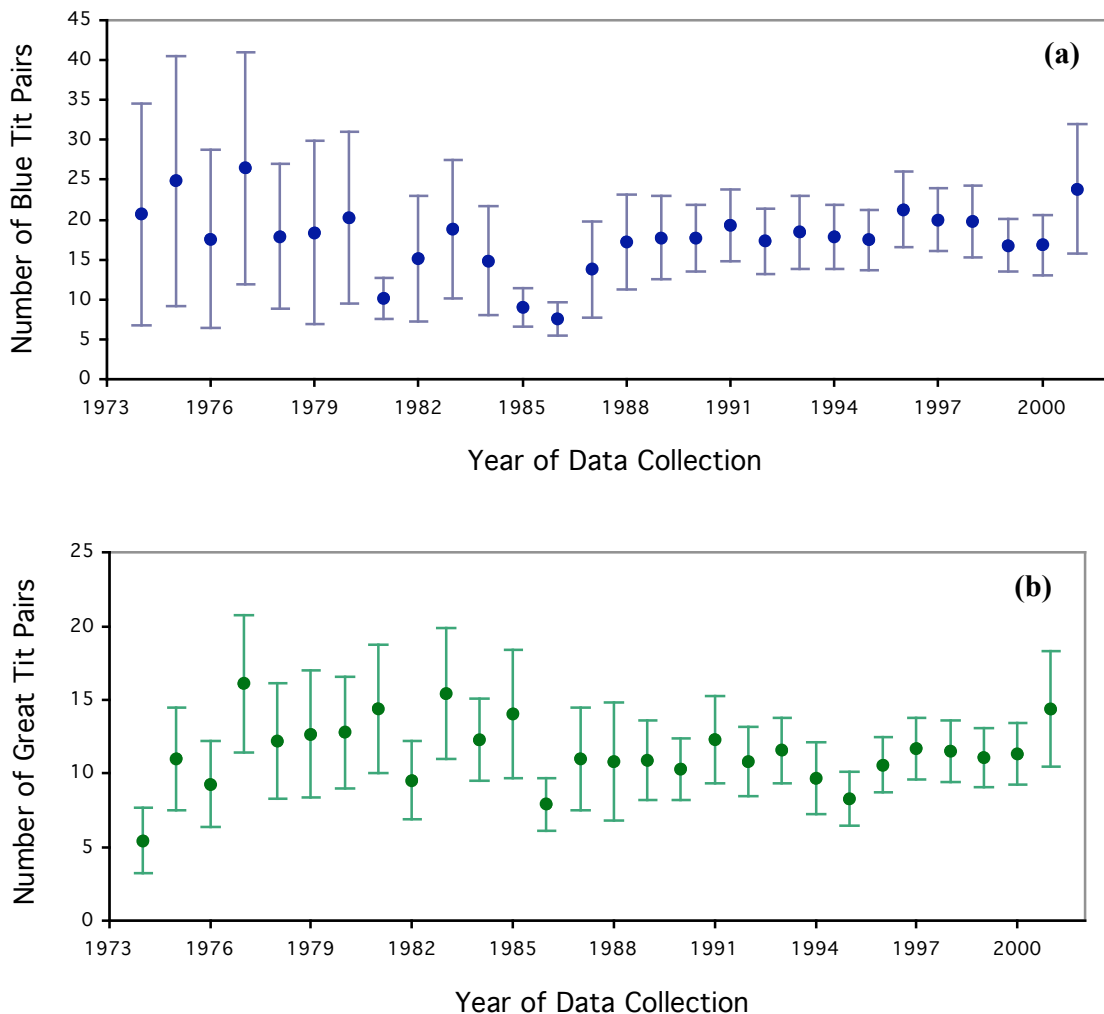 (a)
Number of Blue Tit Pairs
45
40
35
30
25
20
15
10
5
0
1973 1976 1979 1982 1985 1988 1991 1994 1997 2000
Year of Data Collection
(b)
Number of Great Tit Pairs
25
20
15
10
5
0
1973 1976 1979 1982 1985 1988 1991 1994 1997 2000
Year of Data Collection